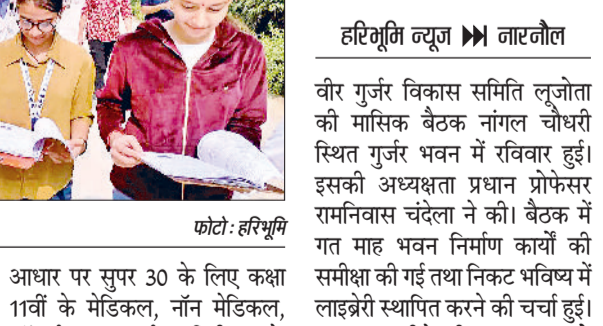 फोटो : हरिभूमि
आधार पर सुपर 30 के लिए कक्षा
11वीं के मेडिकल, नॉन मेडिकल,
हरिभूमि न्यूज ▶▶ नारनौल
वीर गुर्जर विकास समिति लूजोता
की मासिक बैठक नांगल चौधरी
स्थित गुर्जर भवन में रविवार हुई।
इसकी अध्यक्षता प्रधान प्रोफेसर
रामनिवास चंदेला ने की। बैठक में
गत माह भवन निर्माण कार्यों की
समीक्षा की गई तथा निकट भविष्य में
लाइब्रेरी स्थापित करने की चर्चा हुई।